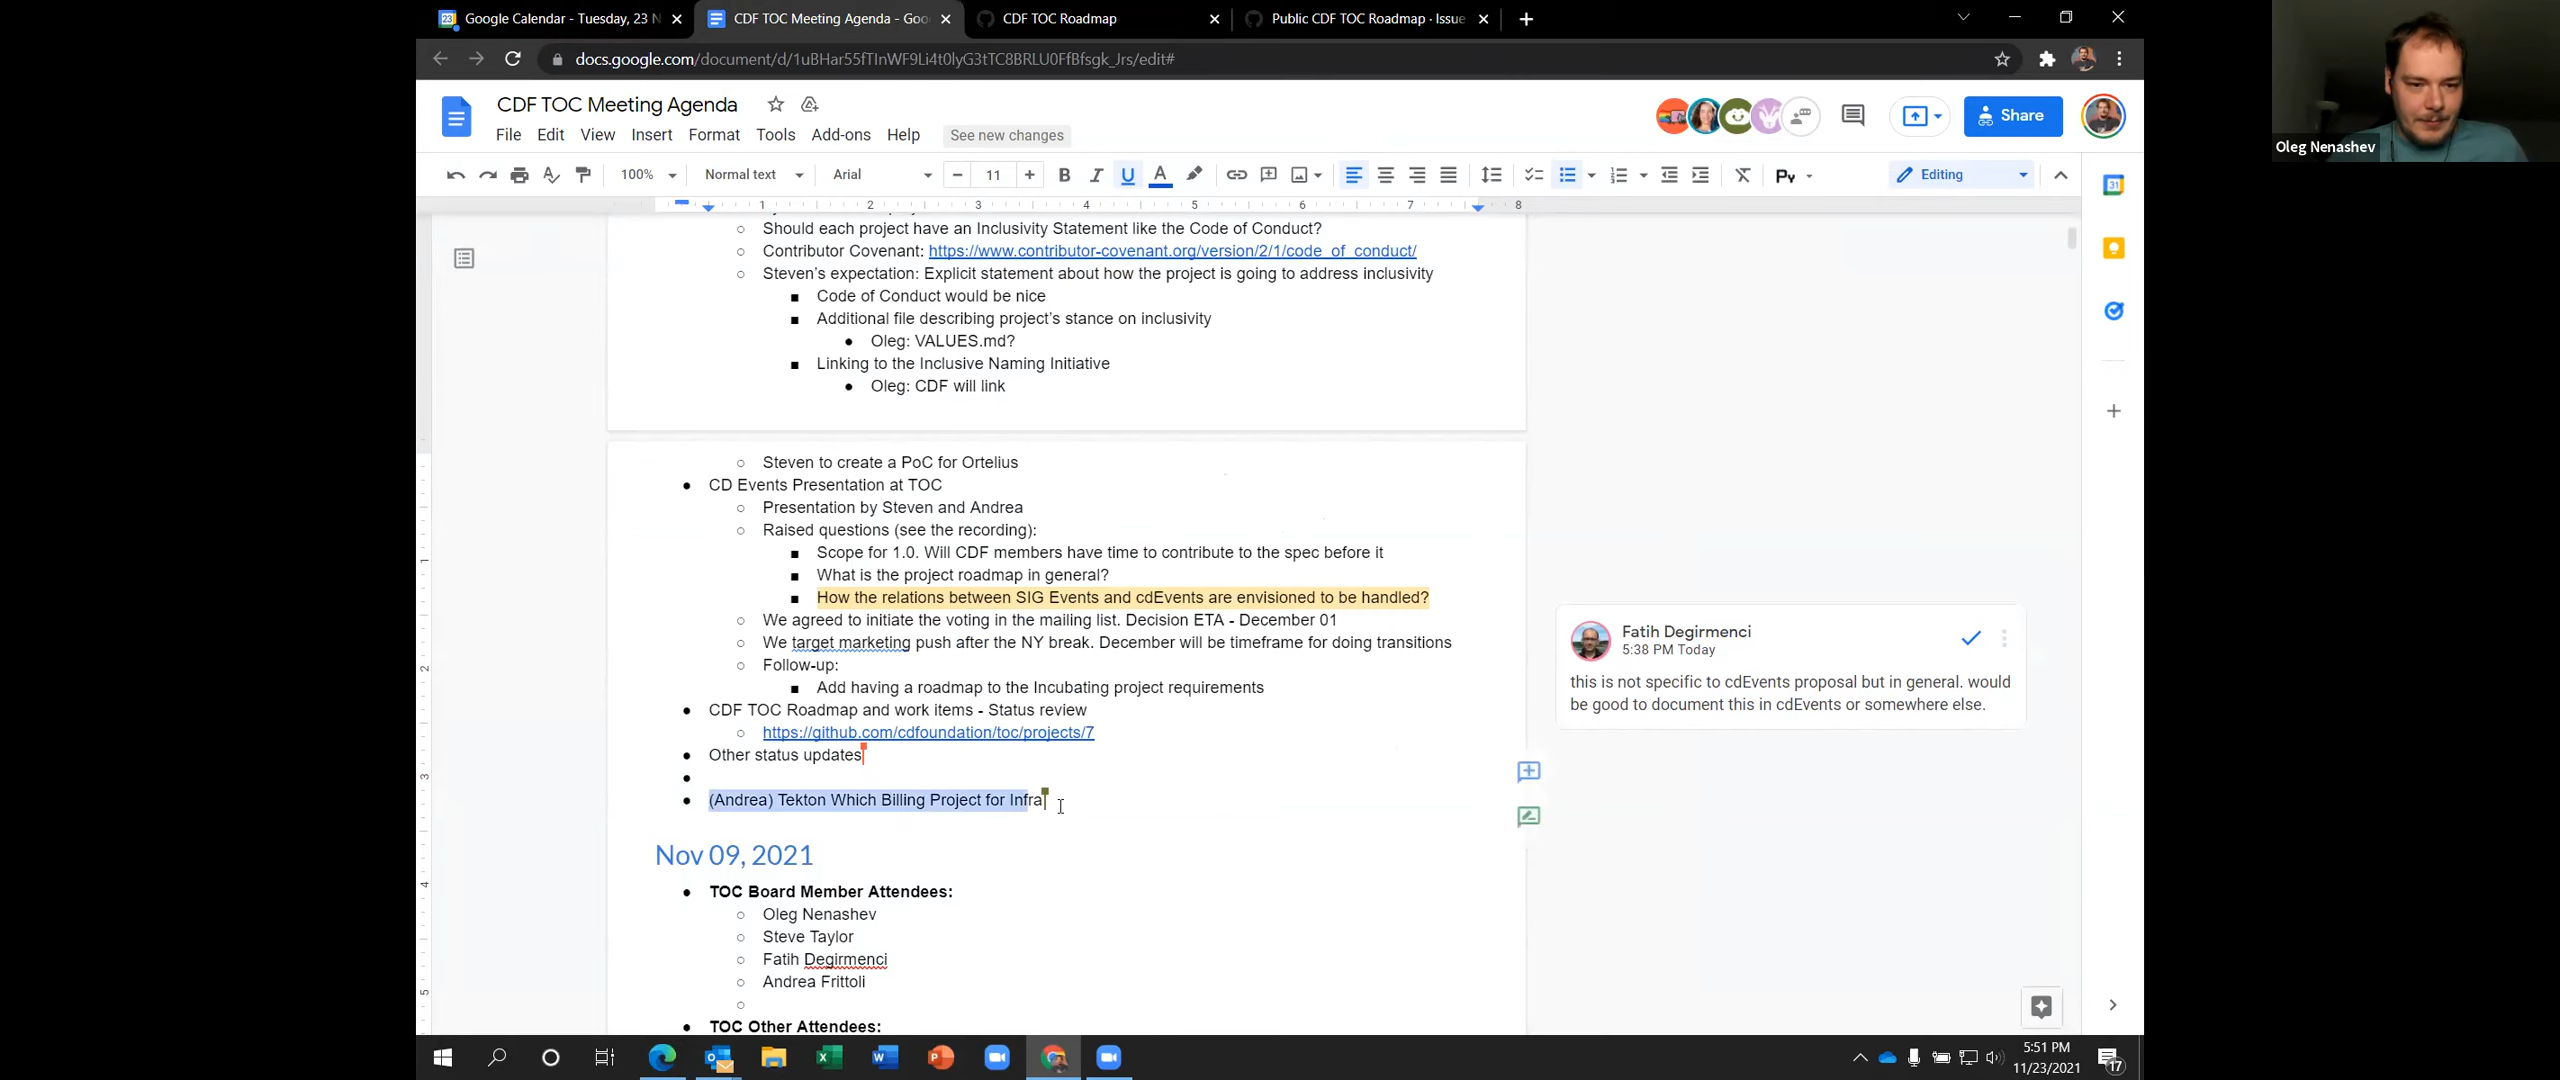 Google Calendar - Tuesday, 23 N
CDF TOC Meeting Agenda - Goo
CDF TOC Roadmap
Public CDF TOC Roadmap · Issue
docs.google.com/document/d/1uBHar55fTInWF9Li4t0lyG3tTC8BRLU0FfBfsgk_Jrs/edit#
Oleg Nenashev
CDF TOC Meeting Agenda
File Edit View Insert Format Tools Add-ons Help See new changes
Share
100% Normal text Arial 11 Editing
1 2 3 4 5 6 7 8
Should each project have an Inclusivity Statement like the Code of Conduct?
Contributor Covenant: https://www.contributor-covenant.org/version/2/1/code_of_conduct/
Steven's expectation: Explicit statement about how the project is going to address inclusivity
Code of Conduct would be nice
Additional file describing project's stance on inclusivity
Oleg: VALUES.md?
Linking to the Inclusive Naming Initiative
Oleg: CDF will link
Steven to create a PoC for Ortelius
CD Events Presentation at TOC
Presentation by Steven and Andrea
Raised questions (see the recording):
Scope for 1.0. Will CDF members have time to contribute to the spec before it
What is the project roadmap in general?
How the relations between SIG Events and cdEvents are envisioned to be handled?
We agreed to initiate the voting in the mailing list. Decision ETA - December 01
We target marketing push after the NY break. December will be timeframe for doing transitions
Follow-up:
Add having a roadmap to the Incubating project requirements
CDF TOC Roadmap and work items - Status review
https://github.com/cdfoundation/toc/projects/7
Other status updates
(Andrea) Tekton Which Billing Project for Infra
Fatih Degirmenci
5:38 PM Today
this is not specific to cdEvents proposal but in general. would
be good to document this in cdEvents or somewhere else.
Nov 09, 2021
TOC Board Member Attendees:
Oleg Nenashev
Steve Taylor
Fatih Degirmenci
Andrea Frittoli
TOC Other Attendees:
5:51 PM
11/23/2021
17